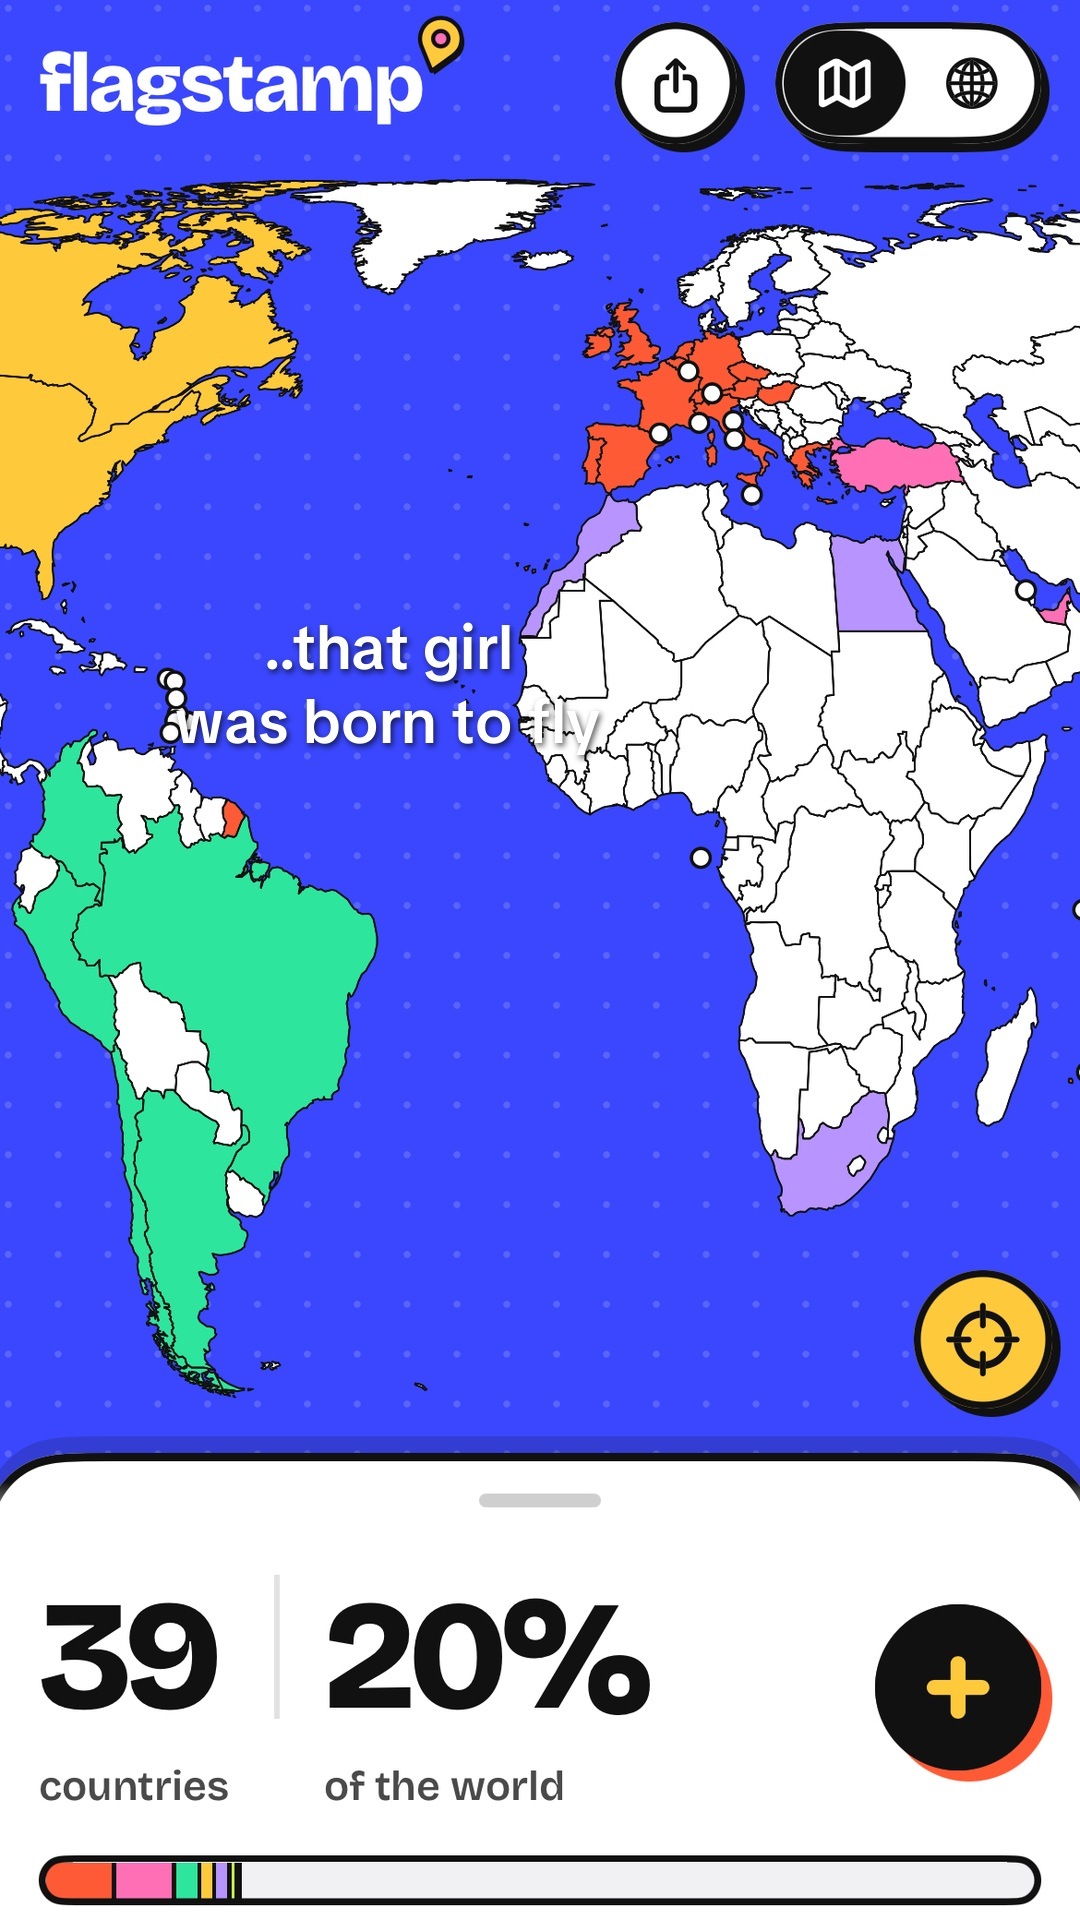 flagstamp
..that girl
was born to fly
39
20%
countries
of the world